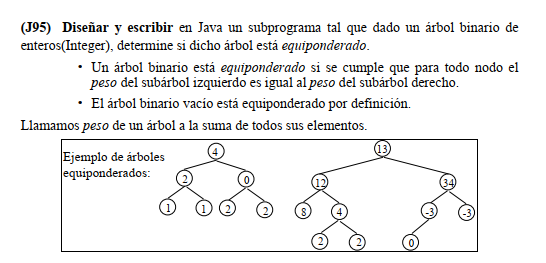 (J95) Diseñar y escribir en Java un subprograma tal que dado un árbol binario de
enteros(Integer), determine si dicho árbol está equiponderado.
• Un árbol binario está equiponderado si se cumple que para todo nodo el
peso del subárbol izquierdo es igual al peso del subárbol derecho.
• El árbol binario vacío está equiponderado por definición.
Llamamos peso de un árbol a la suma de todos sus elementos.
Ejemplo de árboles
equiponderados:
4
2 0
1 1 2 2
13
12 34
8 4 -3 -3
2 2 0